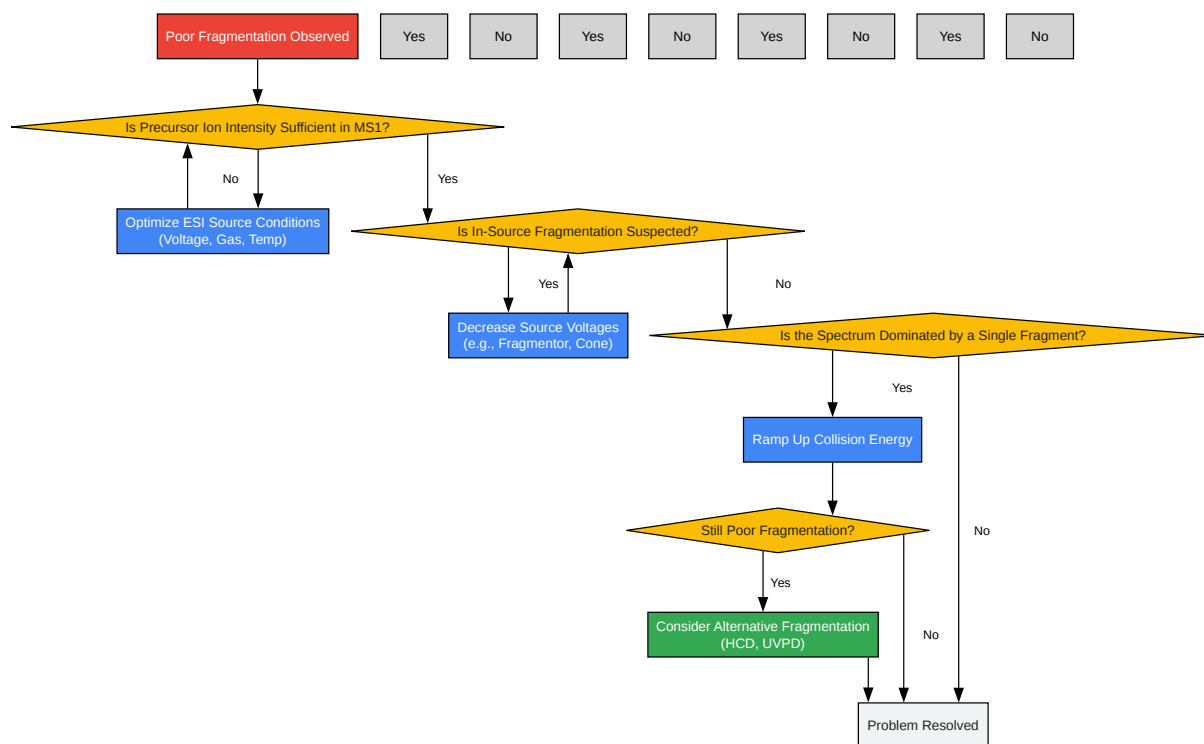 Poor Fragmentation Observed
Yes
No
Yes
No
Yes
No
Yes
No
Is Precursor Ion Intensity Sufficient in MS1?
No
Yes
Optimize ESI Source Conditions
(Voltage, Gas, Temp)
Is In-Source Fragmentation Suspected?
Yes
No
Decrease Source Voltages
(e.g., Fragmentor, Cone)
Is the Spectrum Dominated by a Single Fragment?
Yes
Ramp Up Collision Energy
Still Poor Fragmentation?
No
Yes
Consider Alternative Fragmentation
(HCD, UVPD)
No
Problem Resolved